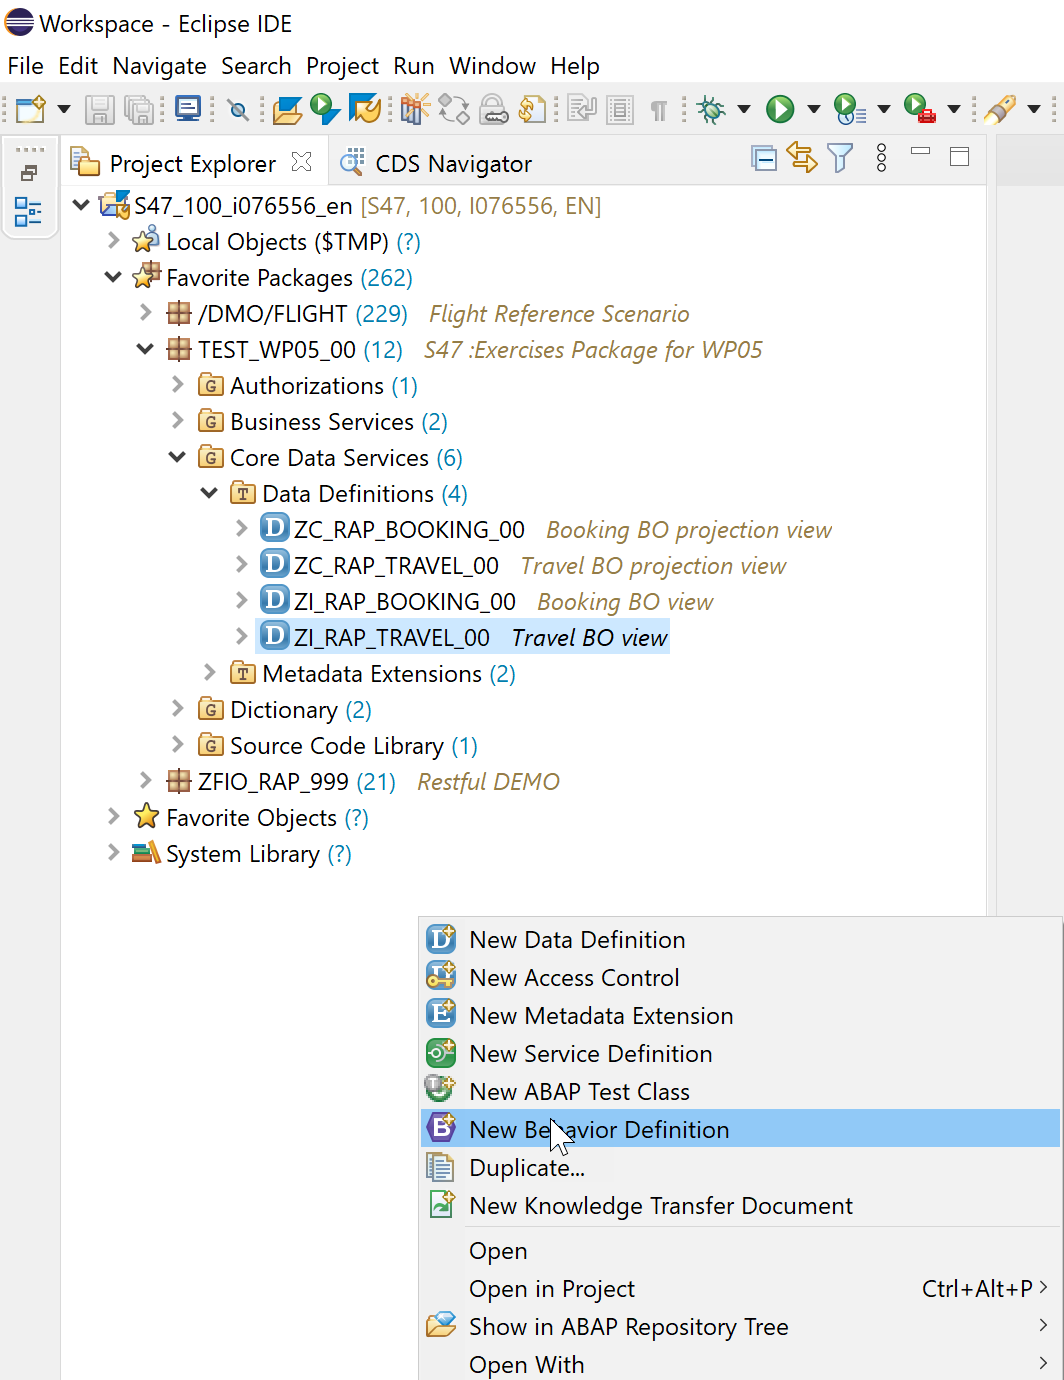 Workspace - Eclipse IDE
File Edit Navigate Search Project Run Window Help
Project Explorer CDS Navigator
S47_100_i076556_en [S47, 100, I076556, EN]
Local Objects ($TMP) (?)
Favorite Packages (262)
/DMO/FLIGHT (229) Flight Reference Scenario
TEST_WP05_00 (12) S47 :Exercises Package for WP05
G Authorizations (1)
G Business Services (2)
G Core Data Services (6)
T Data Definitions (4)
D ZC_RAP_BOOKING_00 Booking BO projection view
D ZC_RAP_TRAVEL_00 Travel BO projection view
D ZI_RAP_BOOKING_00 Booking BO view
D ZI_RAP_TRAVEL_00 Travel BO view
T Metadata Extensions (2)
G Dictionary (2)
G Source Code Library (1)
ZFIO_RAP_999 (21) Restful DEMO
Favorite Objects (?)
System Library (?)
D New Data Definition
New Access Control
E New Metadata Extension
New Service Definition
New ABAP Test Class
B New Behavior Definition
Duplicate...
New Knowledge Transfer Document
Open
Open in Project Ctrl+Alt+P
Show in ABAP Repository Tree
Open With